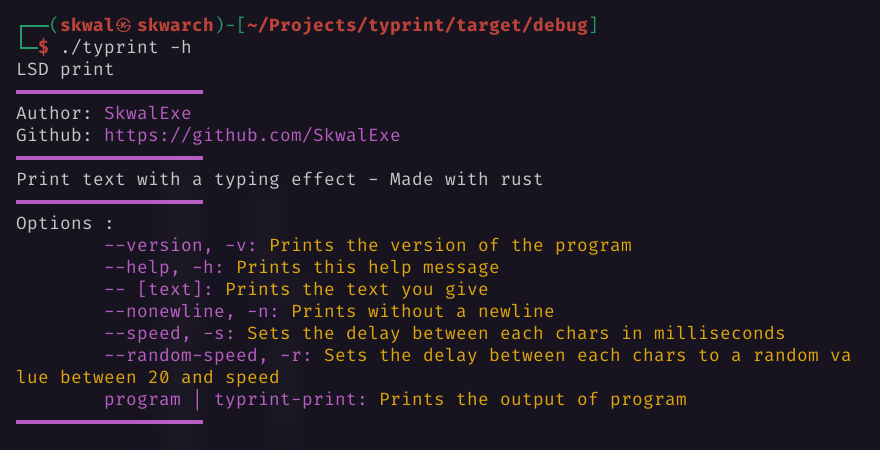 ┌──(skwal㉿skwarch)-[~/Projects/typrint/target/debug]
└─$ ./typrint -h
LSD print
Author: SkwalExe
Github: https://github.com/SkwalExe
Print text with a typing effect - Made with rust
Options :
--version, -v: Prints the version of the program
--help, -h: Prints this help message
-- [text]: Prints the text you give
--nonewline, -n: Prints without a newline
--speed, -s: Sets the delay between each chars in milliseconds
--random-speed, -r: Sets the delay between each chars to a random va
lue between 20 and speed
program | typrint-print: Prints the output of program